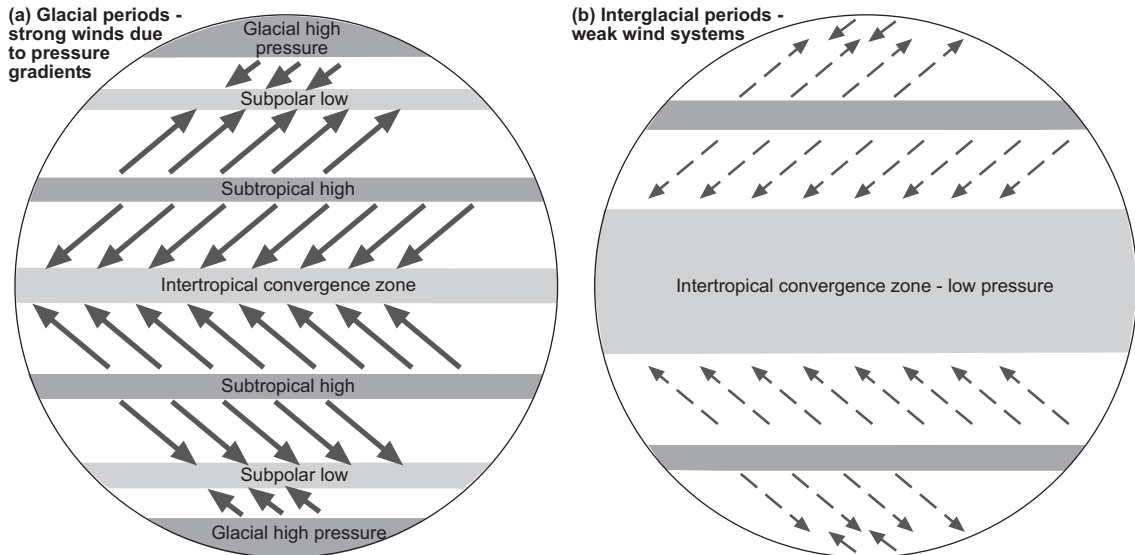 (a) Glacial periods -
strong winds due
to pressure
gradients
Glacial high
pressure
Subpolar low
Subtropical high
Intertropical convergence zone
Subtropical high
Subpolar low
Glacial high pressure
(b) Interglacial periods -
weak wind systems
Intertropical convergence zone - low pressure